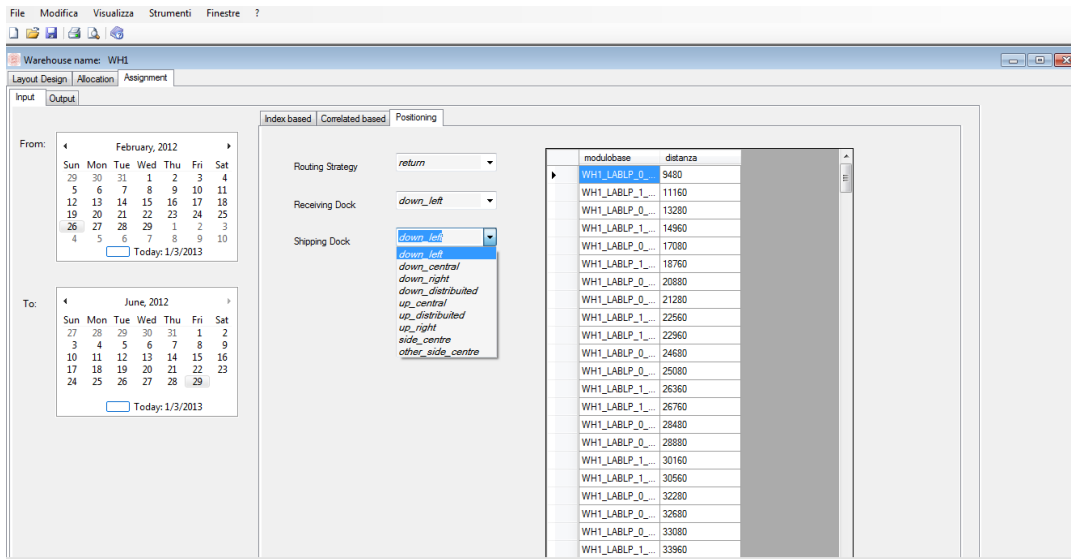 File Modifica Visualizza Strumenti Finestre ?
Warehouse name: WH1
Layout Design Allocation Assignment
Input Output
Index based Correlated based Positioning
From:
February, 2012
Sun Mon Tue Wed Thu Fri Sat
29 30 31 1 2 3 4
5 6 7 8 9 10 11
12 13 14 15 16 17 18
19 20 21 22 23 24 25
26 27 28 29 1 2 3
4 5 6 7 8 9 10
Today: 1/3/2013
To:
June, 2012
Sun Mon Tue Wed Thu Fri Sat
27 28 29 30 31 1 2
3 4 5 6 7 8 9
10 11 12 13 14 15 16
17 18 19 20 21 22 23
24 25 26 27 28 29
Today: 1/3/2013
Routing Strategy return
Receiving Dock down_left
Shipping Dock down_left
down_left
down_central
down_right
down_distribuited
up_central
up_distribuited
up_right
side_centre
other_side_centre
modulobase distanza
WH1_LABLP_0_... 9480
WH1_LABLP_1_... 11160
WH1_LABLP_0_... 13280
WH1_LABLP_1_... 14960
WH1_LABLP_0_... 17080
WH1_LABLP_1_... 18760
WH1_LABLP_0_... 20880
WH1_LABLP_0_... 21280
WH1_LABLP_1_... 22560
WH1_LABLP_1_... 22960
WH1_LABLP_0_... 24680
WH1_LABLP_0_... 25080
WH1_LABLP_1_... 26360
WH1_LABLP_1_... 26760
WH1_LABLP_0_... 28480
WH1_LABLP_0_... 28880
WH1_LABLP_1_... 30160
WH1_LABLP_1_... 30560
WH1_LABLP_0_... 32280
WH1_LABLP_0_... 32680
WH1_LABLP_0_... 33080
WH1_LABLP_1_... 33960